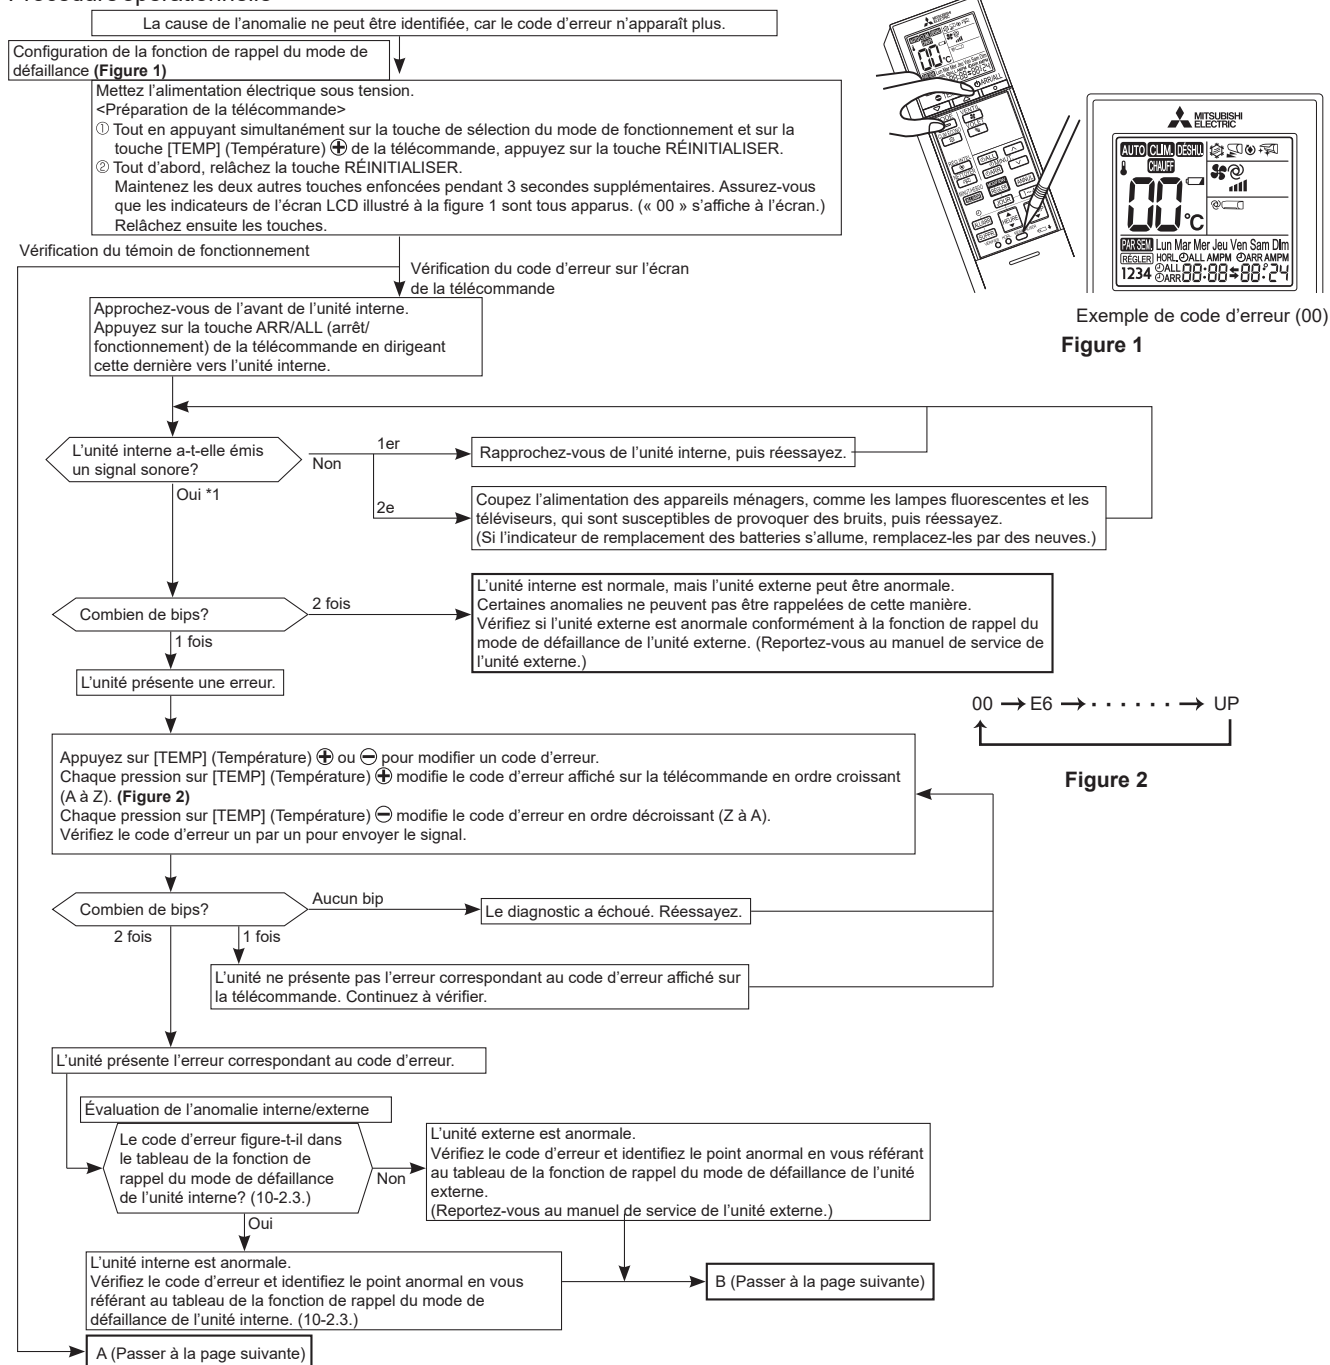 La cause de l’anomalie ne peut être identifiée, car le code d’erreur n’apparaît plus.
Configuration de la fonction de rappel du mode de
défaillance (Figure 1)
Mettez l’alimentation électrique sous tension.
<Préparation de la télécommande>
① Tout en appuyant simultanément sur la touche de sélection du mode de fonctionnement et sur la
touche [TEMP] (Température) ⊕ de la télécommande, appuyez sur la touche RÉINITIALISER.
② Tout d’abord, relâchez la touche RÉINITIALISER.
Maintenez les deux autres touches enfoncées pendant 3 secondes supplémentaires. Assurez-vous
que les indicateurs de l’écran LCD illustré à la figure 1 sont tous apparus. (« 00 » s’affiche à l’écran.)
Relâchez ensuite les touches.
MITSUBISHI
ELECTRIC
AUTO CLIM. DÉSHU.
CHAUFF
00 °C
PAR SEM. Lun Mar Mer Jeu Ven Sam Dim
RÉGLER HORL. ALL AMPM ARR AMPM
1234 ALL ARR 88:88 88:24
Exemple de code d’erreur (00)
Figure 1
Vérification du témoin de fonctionnement
Vérification du code d’erreur sur l’écran
de la télécommande
Approchez-vous de l’avant de l’unité interne.
Appuyez sur la touche ARR/ALL (arrêt/
fonctionnement) de la télécommande en dirigeant
cette dernière vers l’unité interne.
L’unité interne a-t-elle émis
un signal sonore?
Non
1er
Rapprochez-vous de l’unité interne, puis réessayez.
Oui *1
2e
Coupez l’alimentation des appareils ménagers, comme les lampes fluorescentes et les
téléviseurs, qui sont susceptibles de provoquer des bruits, puis réessayez.
(Si l’indicateur de remplacement des batteries s’allume, remplacez-les par des neuves.)
Combien de bips?
2 fois
L’unité interne est normale, mais l’unité externe peut être anormale.
Certaines anomalies ne peuvent pas être rappelées de cette manière.
Vérifiez si l’unité externe est anormale conformément à la fonction de rappel du
mode de défaillance de l’unité externe. (Reportez-vous au manuel de service de
l’unité externe.)
1 fois
L’unité présente une erreur.
00 → E6 → · · · · · · → UP
Figure 2
Appuyez sur [TEMP] (Température) ⊕ ou ⊖ pour modifier un code d’erreur.
Chaque pression sur [TEMP] (Température) ⊕ modifie le code d’erreur affiché sur la télécommande en ordre croissant
(A à Z). (Figure 2)
Chaque pression sur [TEMP] (Température) ⊖ modifie le code d’erreur en ordre décroissant (Z à A).
Vérifiez le code d’erreur un par un pour envoyer le signal.
Combien de bips?
Aucun bip
Le diagnostic a échoué. Réessayez.
2 fois
1 fois
L’unité ne présente pas l’erreur correspondant au code d’erreur affiché sur
la télécommande. Continuez à vérifier.
L’unité présente l’erreur correspondant au code d’erreur.
Évaluation de l’anomalie interne/externe
Le code d’erreur figure-t-il dans
le tableau de la fonction de
rappel du mode de défaillance
de l’unité interne? (10-2.3.)
Non
L’unité externe est anormale.
Vérifiez le code d’erreur et identifiez le point anormal en vous référant
au tableau de la fonction de rappel du mode de défaillance de l’unité
externe.
(Reportez-vous au manuel de service de l’unité externe.)
Oui
L’unité interne est anormale.
Vérifiez le code d’erreur et identifiez le point anormal en vous
référant au tableau de la fonction de rappel du mode de
défaillance de l’unité interne. (10-2.3.)
B (Passer à la page suivante)
A (Passer à la page suivante)